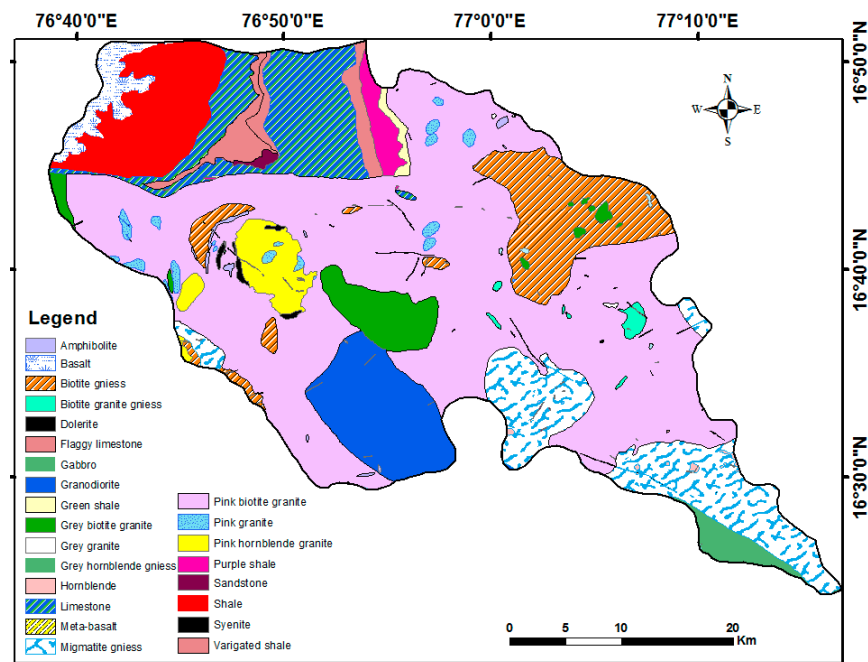 76°40'0"E 76°50'0"E 77°0'0"E 77°10'0"E
16°50'0"N
N
W E
S
16°40'0"N
16°30'0"N
Legend
Amphibolite
Basalt
Biotite gniess
Biotite granite gniess
Dolerite
Flaggy limestone
Gabbro
Granodiorite
Green shale
Grey biotite granite
Grey granite
Grey hornblende gniess
Hornblende
Limestone
Meta-basalt
Migmatite gniess
Pink biotite granite
Pink granite
Pink hornblende granite
Purple shale
Sandstone
Shale
Syenite
Varigated shale
0 5 10 20
Km